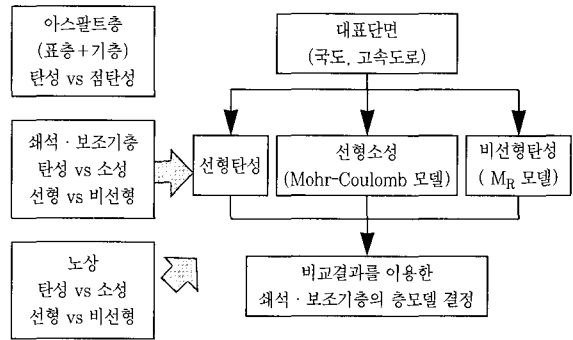 아스팔트층
(표층+기층)
탄성 vs 점탄성
쇄석 · 보조기층
탄성 vs 소성
선형 vs 비선형
노상
탄성 vs 소성
선형 vs 비선형
대표단면
(국도, 고속도로)
선형탄성
선형소성
(Mohr-Coulomb 모델)
비선형탄성
( MR 모델)
비교결과를 이용한
쇄석 · 보조기층의 층모델 결정